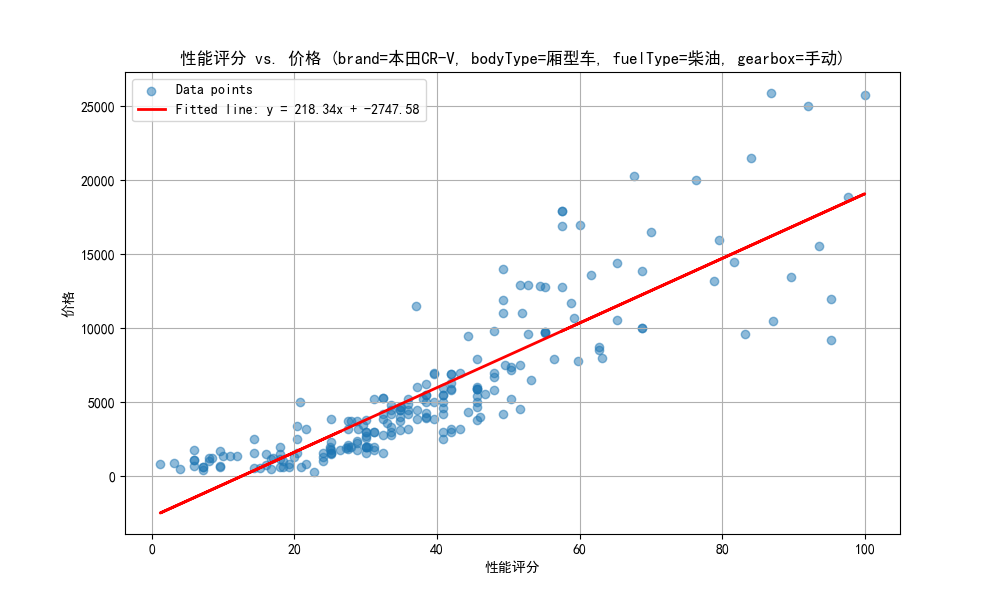 性能评分 vs. 价格 (brand=本田CR-V, bodyType=厢型车, fuelType=柴油, gearbox=手动)
Data points
Fitted line: y = 218.34x + -2747.58
价格
25000
20000
15000
10000
5000
0
0 20 40 60 80 100
性能评分